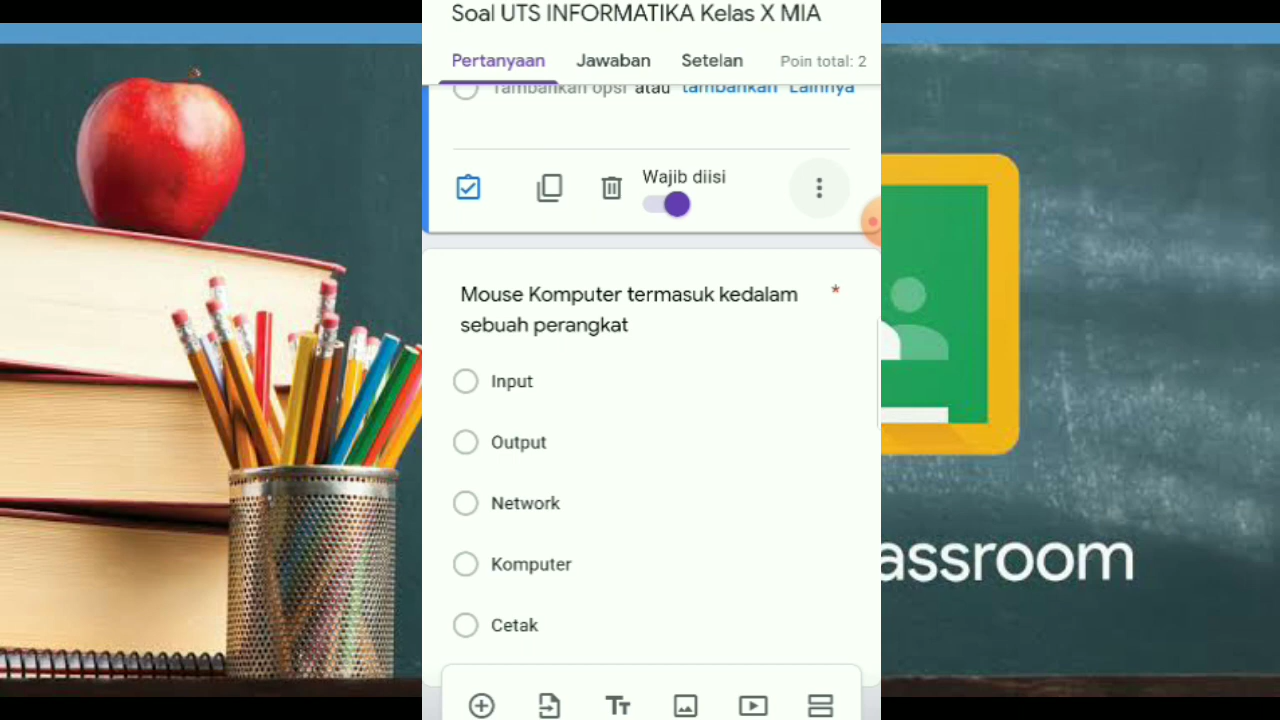 Soal UTS INFORMATIKA Kelas X MIA
Pertanyaan Jawaban Setelan Poin total: 2
Tambahkan opsi atau tambahkan "Lainnya"
Wajib diisi
Mouse Komputer termasuk kedalam *
sebuah perangkat
Input
Output
Network
Komputer
Cetak
Tт
assroom